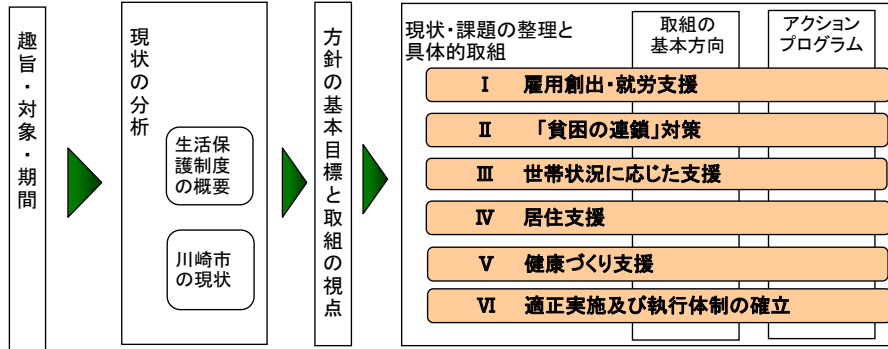 趣旨・対象・期間
現状の分析
生活保
護制度
の概要
川崎市
の現状
方針の基本目標と取組の視点
現状・課題の整理と
具体的取組
取組の
基本方向
アクション
プログラム
Ⅰ 雇用創出・就労支援
Ⅱ 「貧困の連鎖」対策
Ⅲ 世帯状況に応じた支援
Ⅳ 居住支援
Ⅴ 健康づくり支援
Ⅵ 適正実施及び執行体制の確立